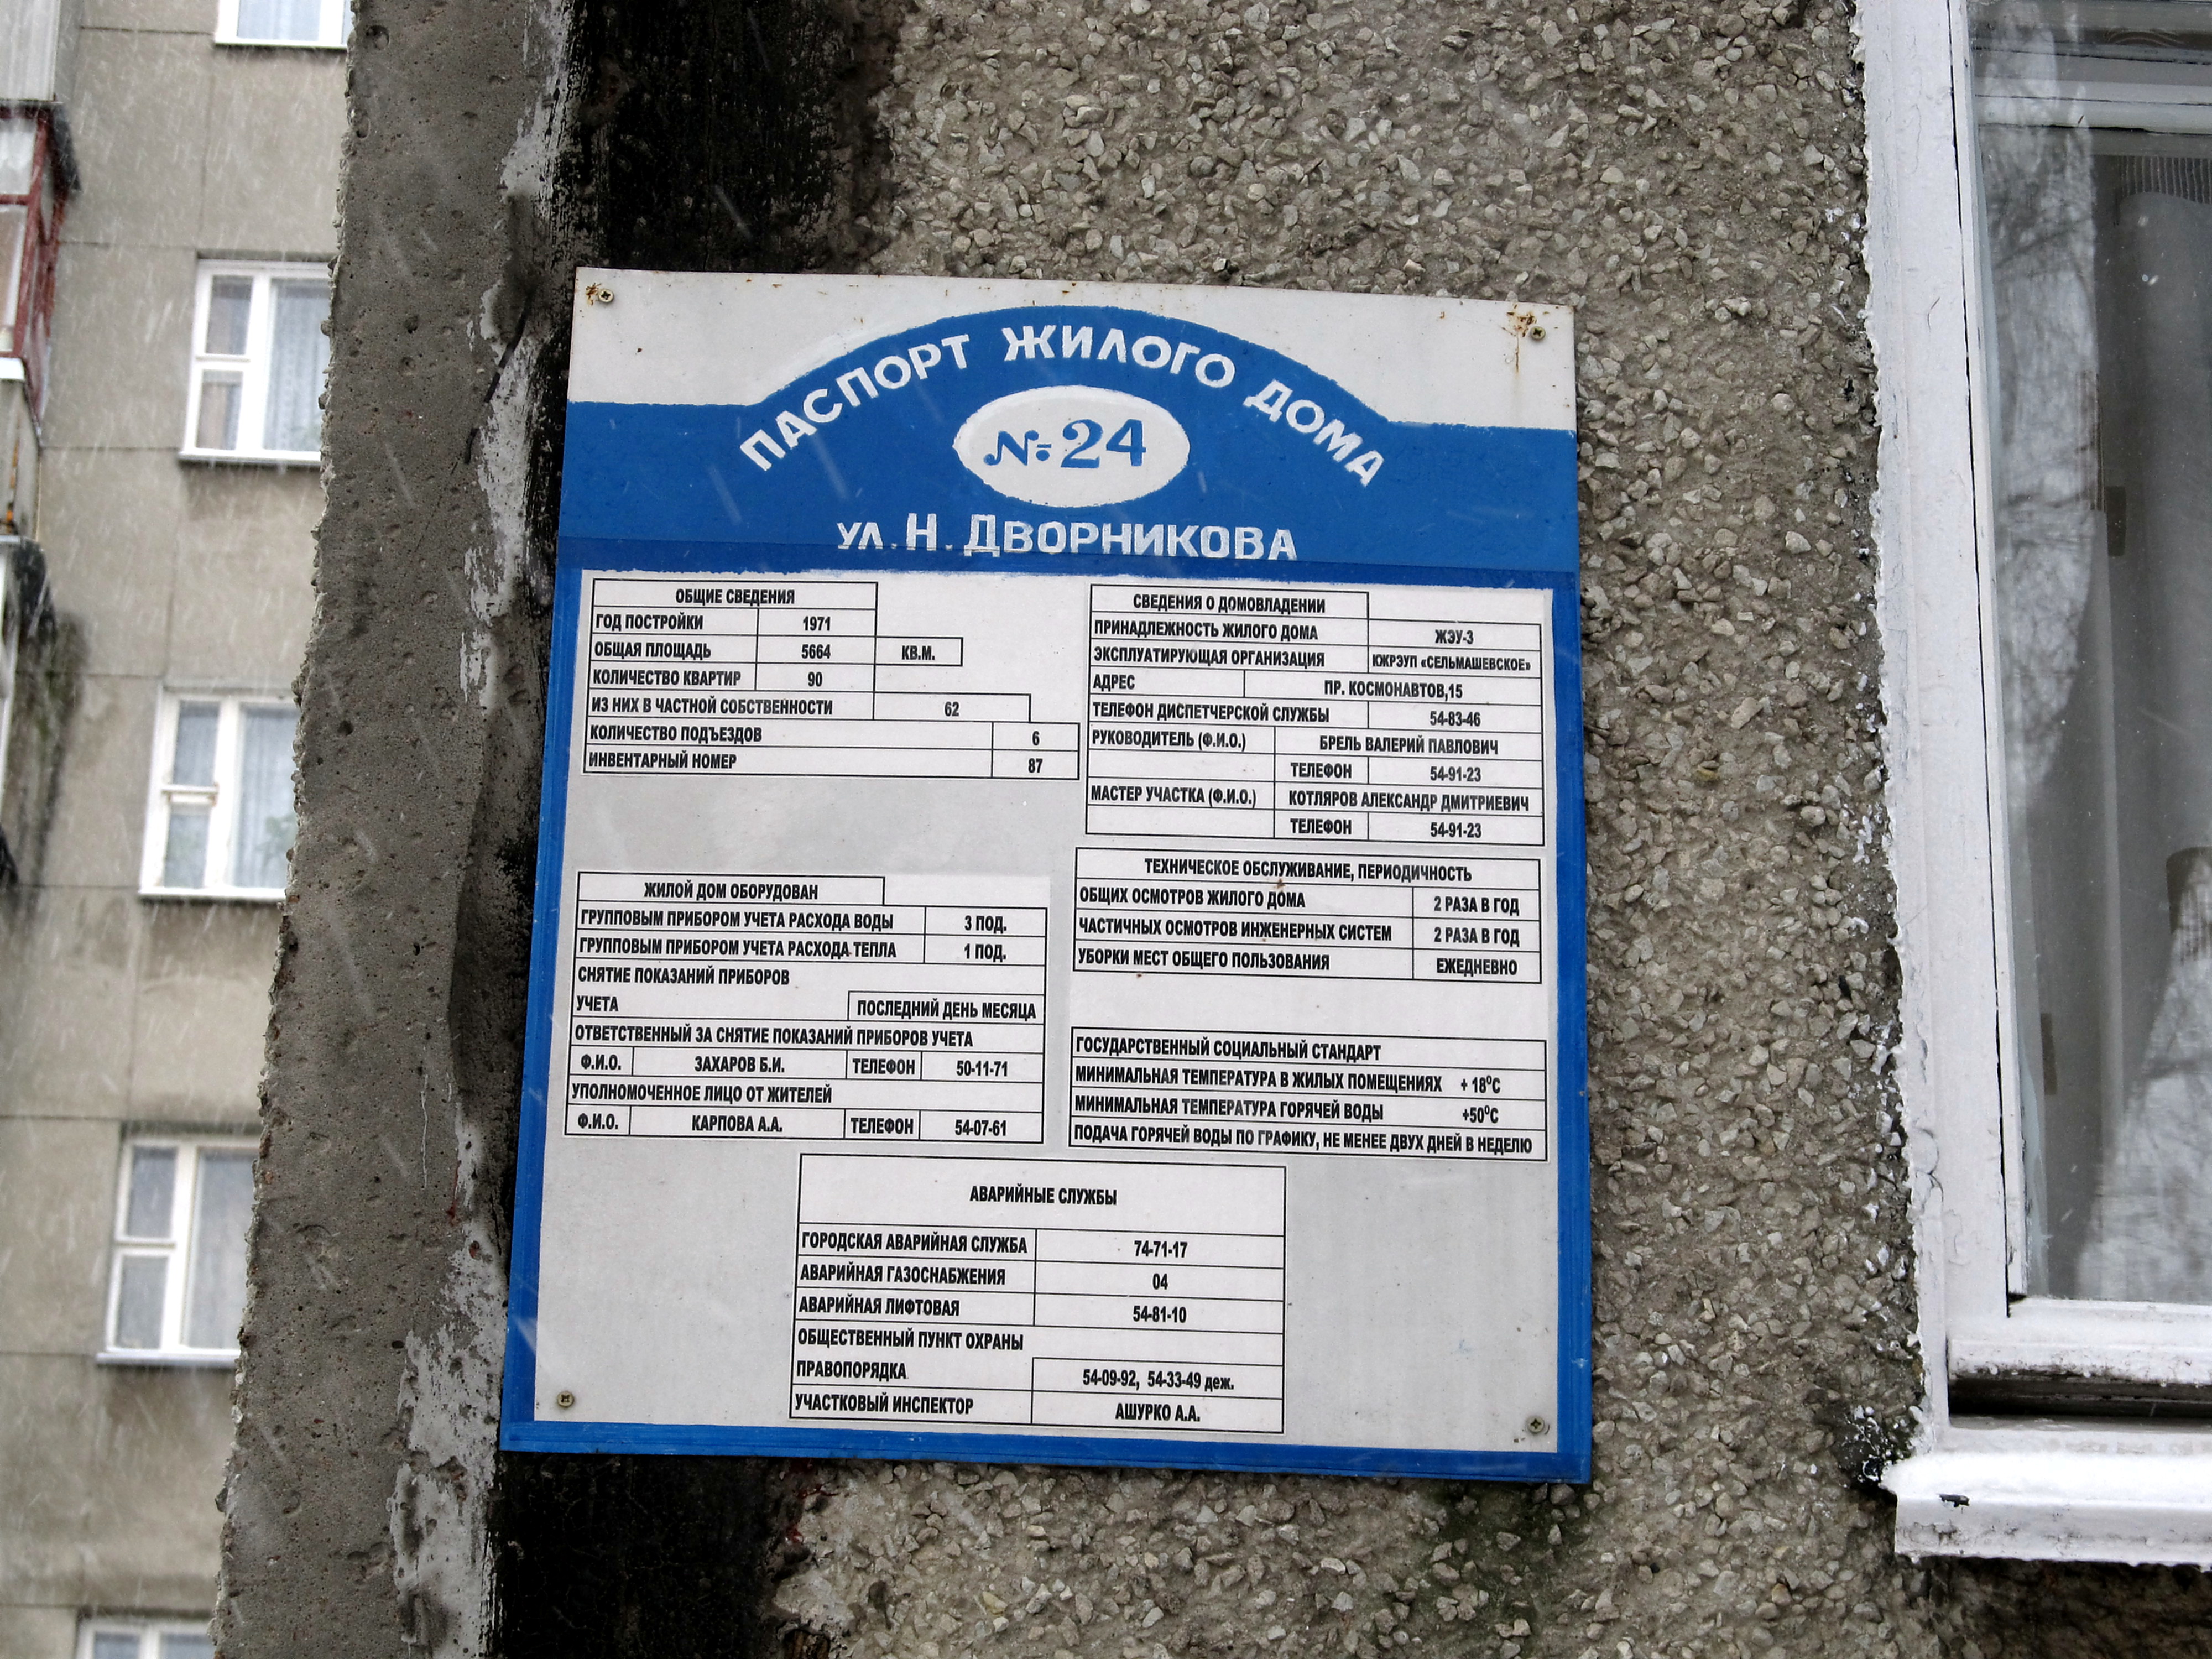 ПАСПОРТ ЖИЛОГО ДОМА
№ 24
УЛ. Н. ДВОРНИКОВА
ОБЩИЕ СВЕДЕНИЯ
ГОД ПОСТРОЙКИ 1971
ОБЩАЯ ПЛОЩАДЬ 5664 КВ.М.
КОЛИЧЕСТВО КВАРТИР 90
ИЗ НИХ В ЧАСТНОЙ СОБСТВЕННОСТИ 62
КОЛИЧЕСТВО ПОДЪЕЗДОВ 6
ИНВЕНТАРНЫЙ НОМЕР 87
СВЕДЕНИЯ О ДОМОВЛАДЕНИИ
ПРИНАДЛЕЖНОСТЬ ЖИЛОГО ДОМА ЖЭУ-3
ЭКСПЛУАТИРУЮЩАЯ ОРГАНИЗАЦИЯ КЖРЭУП «СЕЛЬМАШЕВСКОЕ»
АДРЕС ПР. КОСМОНАВТОВ,15
ТЕЛЕФОН ДИСПЕТЧЕРСКОЙ СЛУЖБЫ 54-83-46
РУКОВОДИТЕЛЬ (Ф.И.О.) БРЕЛЬ ВАЛЕРИЙ ПАВЛОВИЧ
ТЕЛЕФОН 54-91-23
МАСТЕР УЧАСТКА (Ф.И.О.) КОТЛЯРОВ АЛЕКСАНДР ДМИТРИЕВИЧ
ТЕЛЕФОН 54-91-23
ЖИЛОЙ ДОМ ОБОРУДОВАН
ГРУППОВЫМ ПРИБОРОМ УЧЕТА РАСХОДА ВОДЫ 3 ПОД.
ГРУППОВЫМ ПРИБОРОМ УЧЕТА РАСХОДА ТЕПЛА 1 ПОД.
СНЯТИЕ ПОКАЗАНИЙ ПРИБОРОВ
УЧЕТА ПОСЛЕДНИЙ ДЕНЬ МЕСЯЦА
ОТВЕТСТВЕННЫЙ ЗА СНЯТИЕ ПОКАЗАНИЙ ПРИБОРОВ УЧЕТА
Ф.И.О. ЗАХАРОВ Б.И. ТЕЛЕФОН 50-11-71
УПОЛНОМОЧЕННОЕ ЛИЦО ОТ ЖИТЕЛЕЙ
Ф.И.О. КАРПОВА А.А. ТЕЛЕФОН 54-07-61
ТЕХНИЧЕСКОЕ ОБСЛУЖИВАНИЕ, ПЕРИОДИЧНОСТЬ
ОБЩИХ ОСМОТРОВ ЖИЛОГО ДОМА 2 РАЗА В ГОД
ЧАСТИЧНЫХ ОСМОТРОВ ИНЖЕНЕРНЫХ СИСТЕМ 2 РАЗА В ГОД
УБОРКИ МЕСТ ОБЩЕГО ПОЛЬЗОВАНИЯ ЕЖЕДНЕВНО
ГОСУДАРСТВЕННЫЙ СОЦИАЛЬНЫЙ СТАНДАРТ
МИНИМАЛЬНАЯ ТЕМПЕРАТУРА В ЖИЛЫХ ПОМЕЩЕНИЯХ + 18⁰С
МИНИМАЛЬНАЯ ТЕМПЕРАТУРА ГОРЯЧЕЙ ВОДЫ +50⁰С
ПОДАЧА ГОРЯЧЕЙ ВОДЫ ПО ГРАФИКУ, НЕ МЕНЕЕ ДВУХ ДНЕЙ В НЕДЕЛЮ
АВАРИЙНЫЕ СЛУЖБЫ
ГОРОДСКАЯ АВАРИЙНАЯ СЛУЖБА 74-71-17
АВАРИЙНАЯ ГАЗОСНАБЖЕНИЯ 04
АВАРИЙНАЯ ЛИФТОВАЯ 54-81-10
ОБЩЕСТВЕННЫЙ ПУНКТ ОХРАНЫ
ПРАВОПОРЯДКА 54-09-92, 54-33-49 деж.
УЧАСТКОВЫЙ ИНСПЕКТОР АШУРКО А.А.